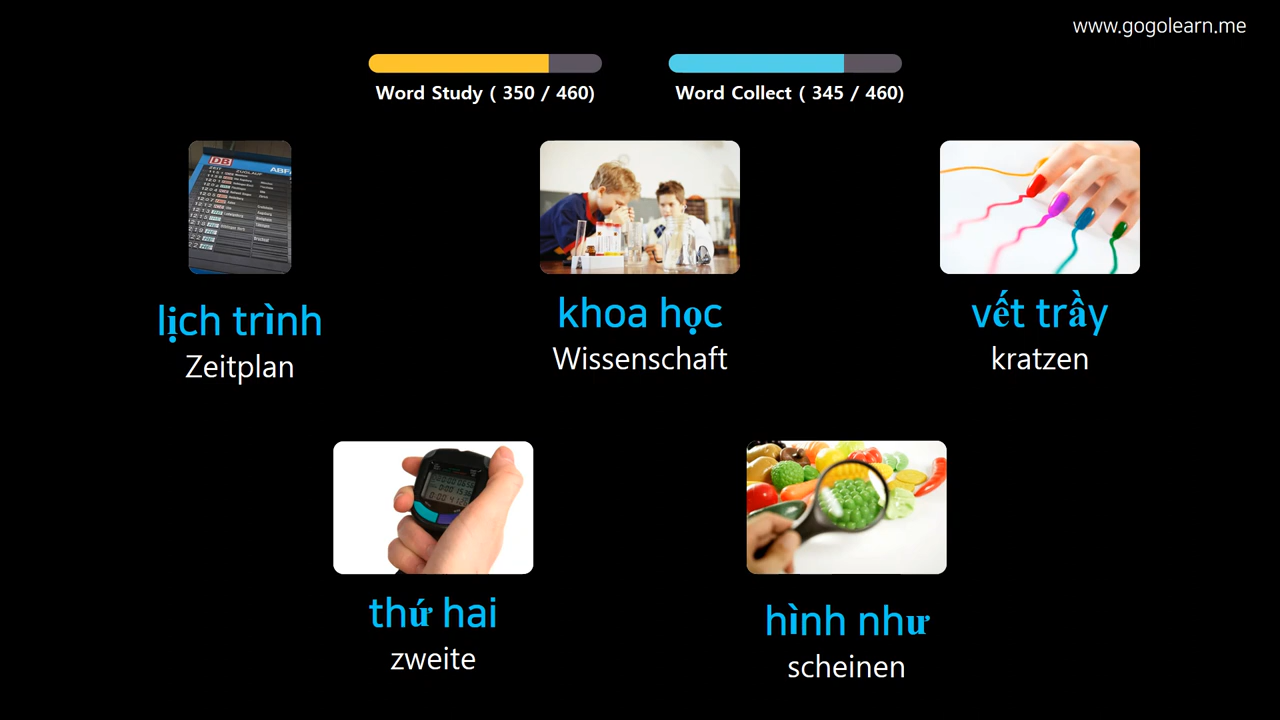 www.gogolearn.me
Word Study ( 350 / 460)
Word Collect ( 345 / 460)
DB
lịch trình
Zeitplan
khoa học
Wissenschaft
vết trầy
kratzen
thứ hai
zweite
hình như
scheinen